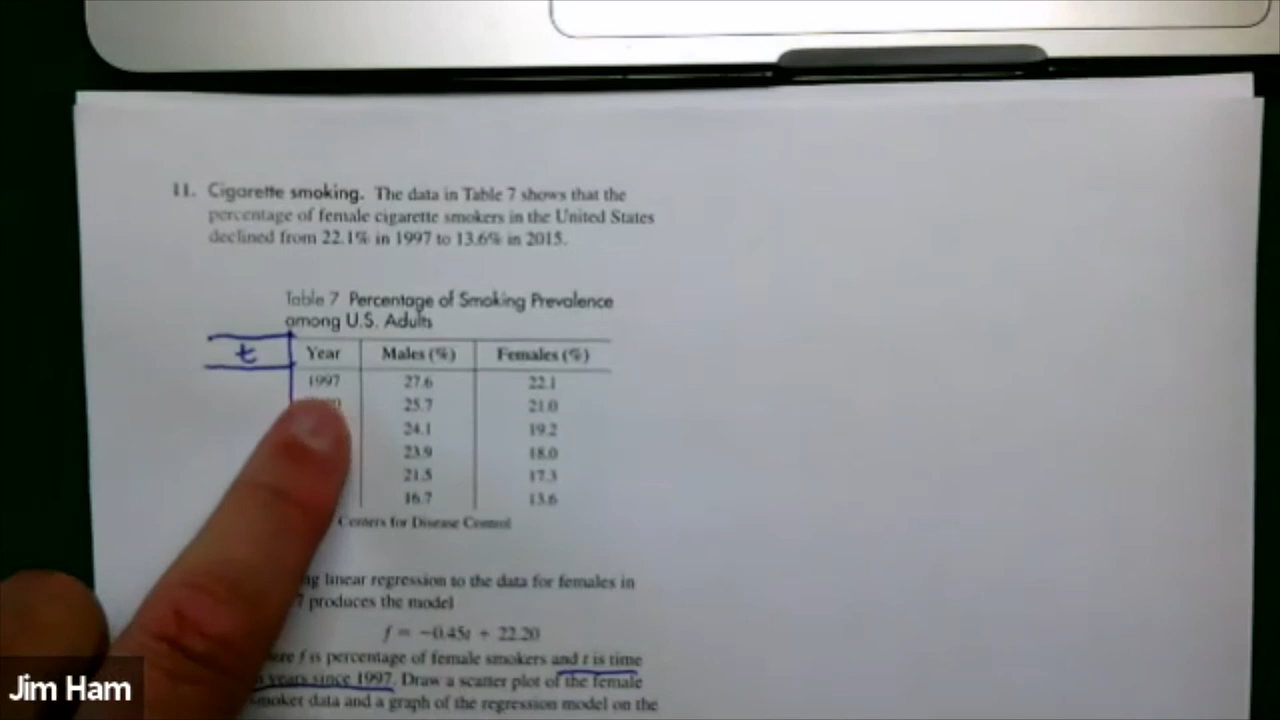 11. Cigarette smoking. The data in Table 7 shows that the
percentage of female cigarette smokers in the United States
declined from 22.1% in 1997 to 13.6% in 2015.
Table 7 Percentage of Smoking Prevalence
among U.S. Adults
t Year Males (%) Females (%)
1997 27.6 22.1
25.7 21.0
24.1 19.2
23.9 18.0
21.5 17.3
16.7 13.6
Centers for Disease Control
linear regression to the data for females in
7 produces the model
f = −0.45t + 22.20
f is percentage of female smokers and t is time
years since 1997. Draw a scatter plot of the female
smoker data and a graph of the regression model on the
Jim Ham